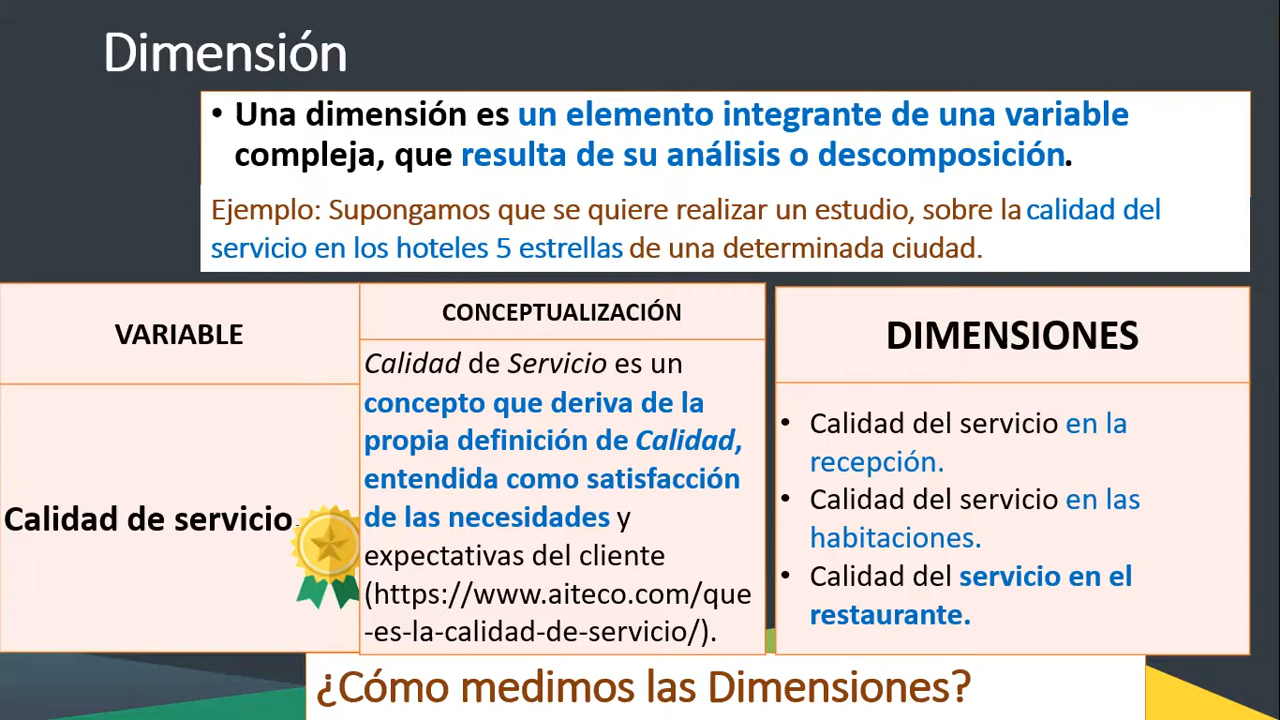 Dimensión
• Una dimensión es un elemento integrante de una variable
compleja, que resulta de su análisis o descomposición.
Ejemplo: Supongamos que se quiere realizar un estudio, sobre la calidad del
servicio en los hoteles 5 estrellas de una determinada ciudad.
VARIABLE
Calidad de servicio
CONCEPTUALIZACIÓN
Calidad de Servicio es un
concepto que deriva de la
propia definición de Calidad,
entendida como satisfacción
de las necesidades y
expectativas del cliente
(https://www.aiteco.com/que
-es-la-calidad-de-servicio/).
DIMENSIONES
• Calidad del servicio en la
recepción.
• Calidad del servicio en las
habitaciones.
• Calidad del servicio en el
restaurante.
¿Cómo medimos las Dimensiones?